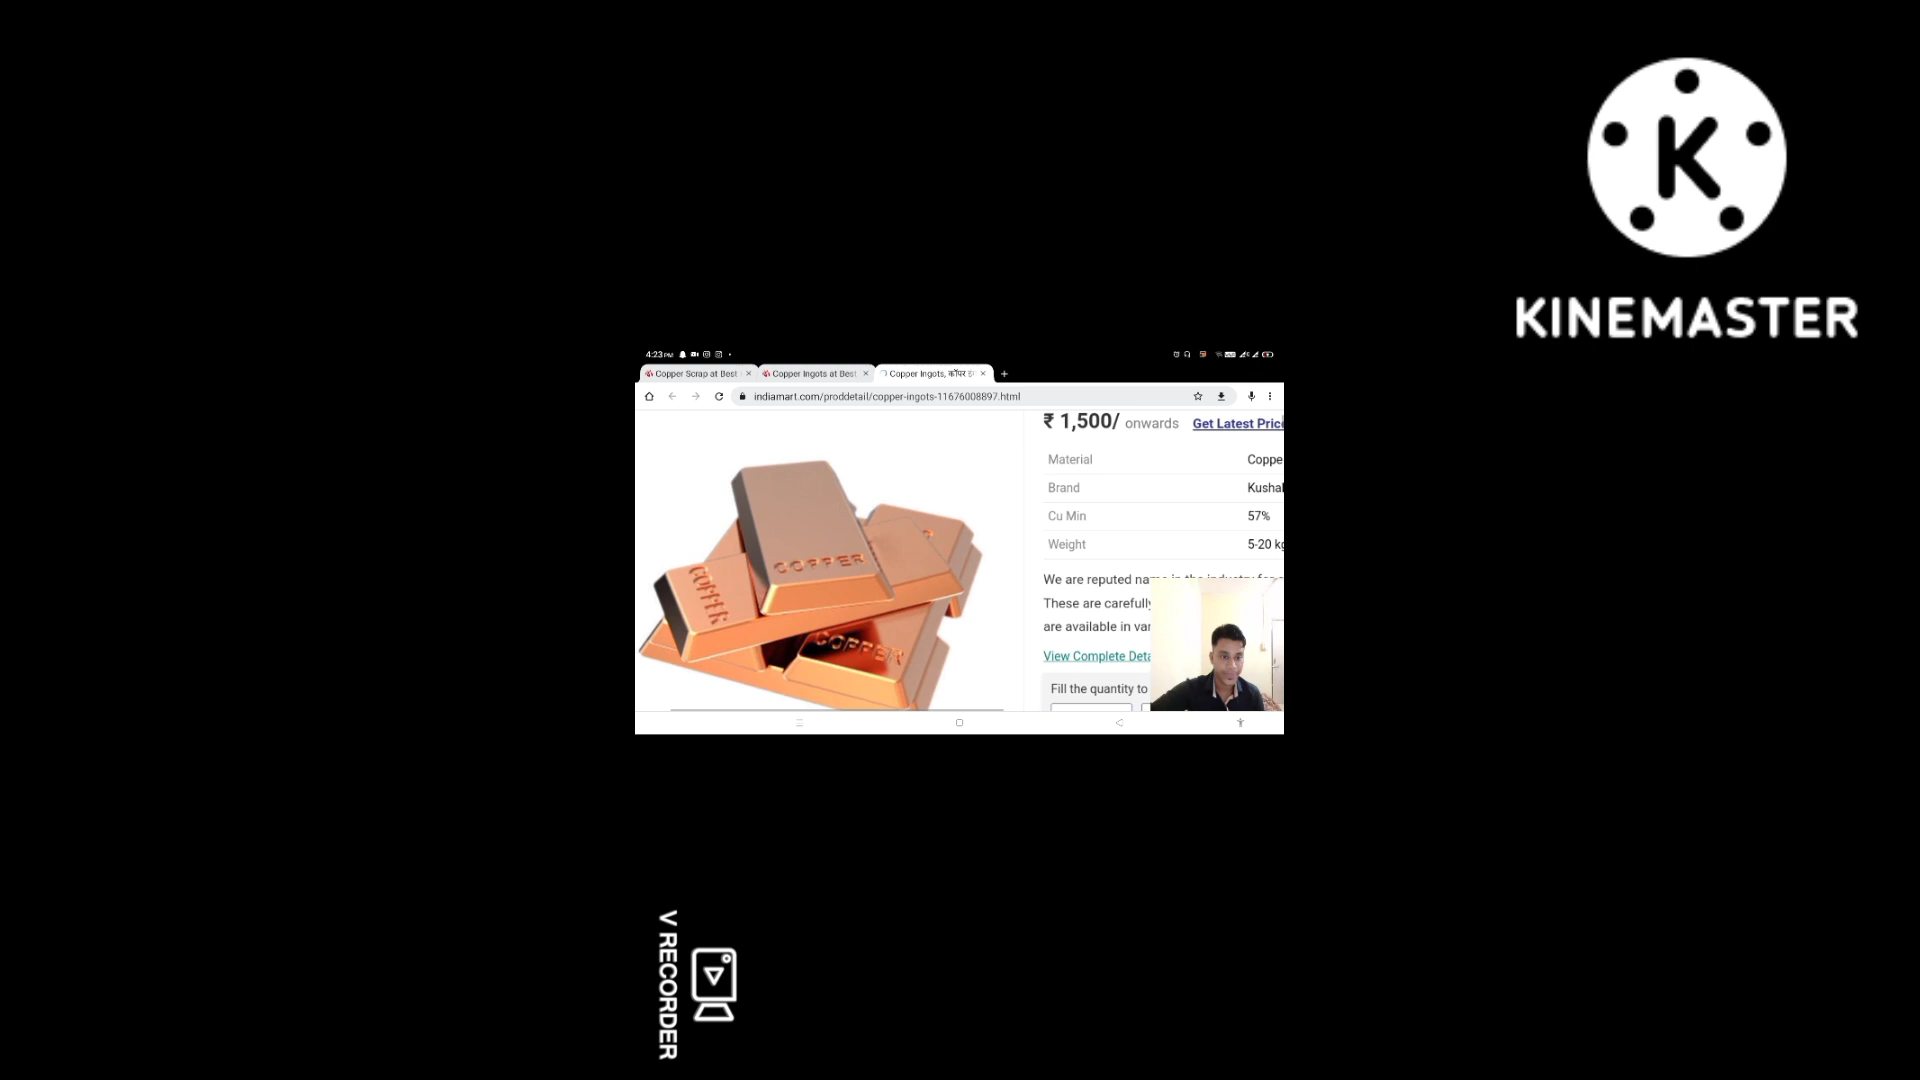 KINEMASTER
4:23 PM
Copper Scrap at Best
Copper Ingots at Best
Copper Ingots, कॉपर
indiamart.com/proddetail/copper-ingots-11676008897.html
₹ 1,500/ onwards Get Latest Pric
Material Coppe
Brand Kushal
Cu Min 57%
Weight 5-20 kg
We are reputed
These are carefully
are available in var
View Complete Deta
Fill the quantity to
COPPER
COPPER
COPPER
V RECORDER